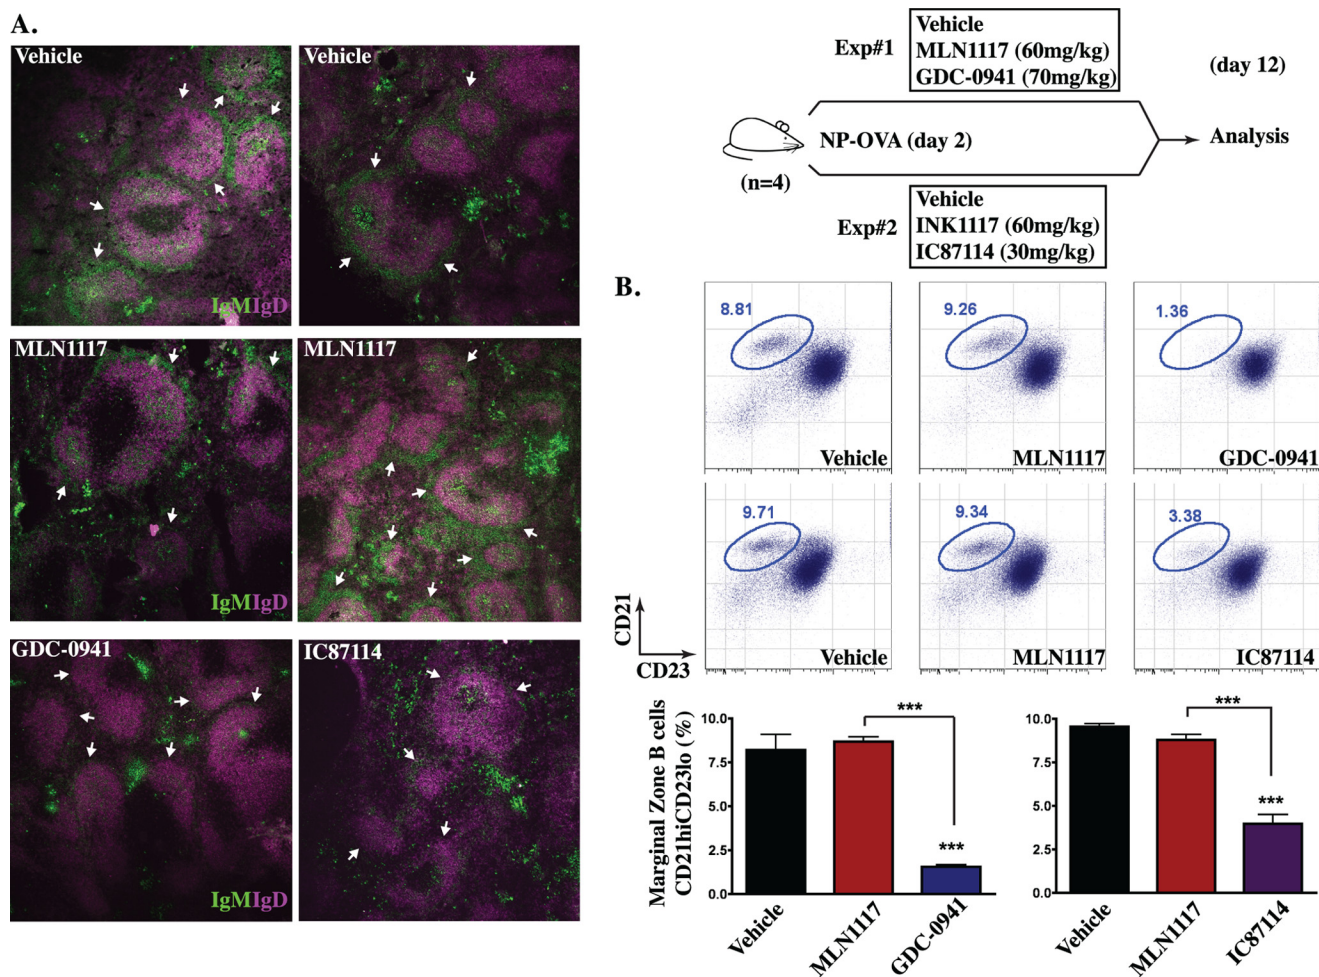 A.
Vehicle
Vehicle
IgMIgD
MLN1117
MLN1117
IgMIgD
GDC-0941
IC87114
IgMIgD
Exp#1
Vehicle
MLN1117 (60mg/kg)
GDC-0941 (70mg/kg)
(day 12)
NP-OVA (day 2)
Analysis
(n=4)
Exp#2
Vehicle
INK1117 (60mg/kg)
IC87114 (30mg/kg)
B.
8.81
Vehicle
9.26
MLN1117
1.36
GDC-0941
9.71
Vehicle
9.34
MLN1117
3.38
IC87114
CD21
CD23
Marginal Zone B cells
CD21hiCD23lo (%)
10.0
7.5
5.0
2.5
0.0
***
***
Vehicle
MLN1117
GDC-0941
10.0
7.5
5.0
2.5
0.0
***
***
Vehicle
MLN1117
IC87114